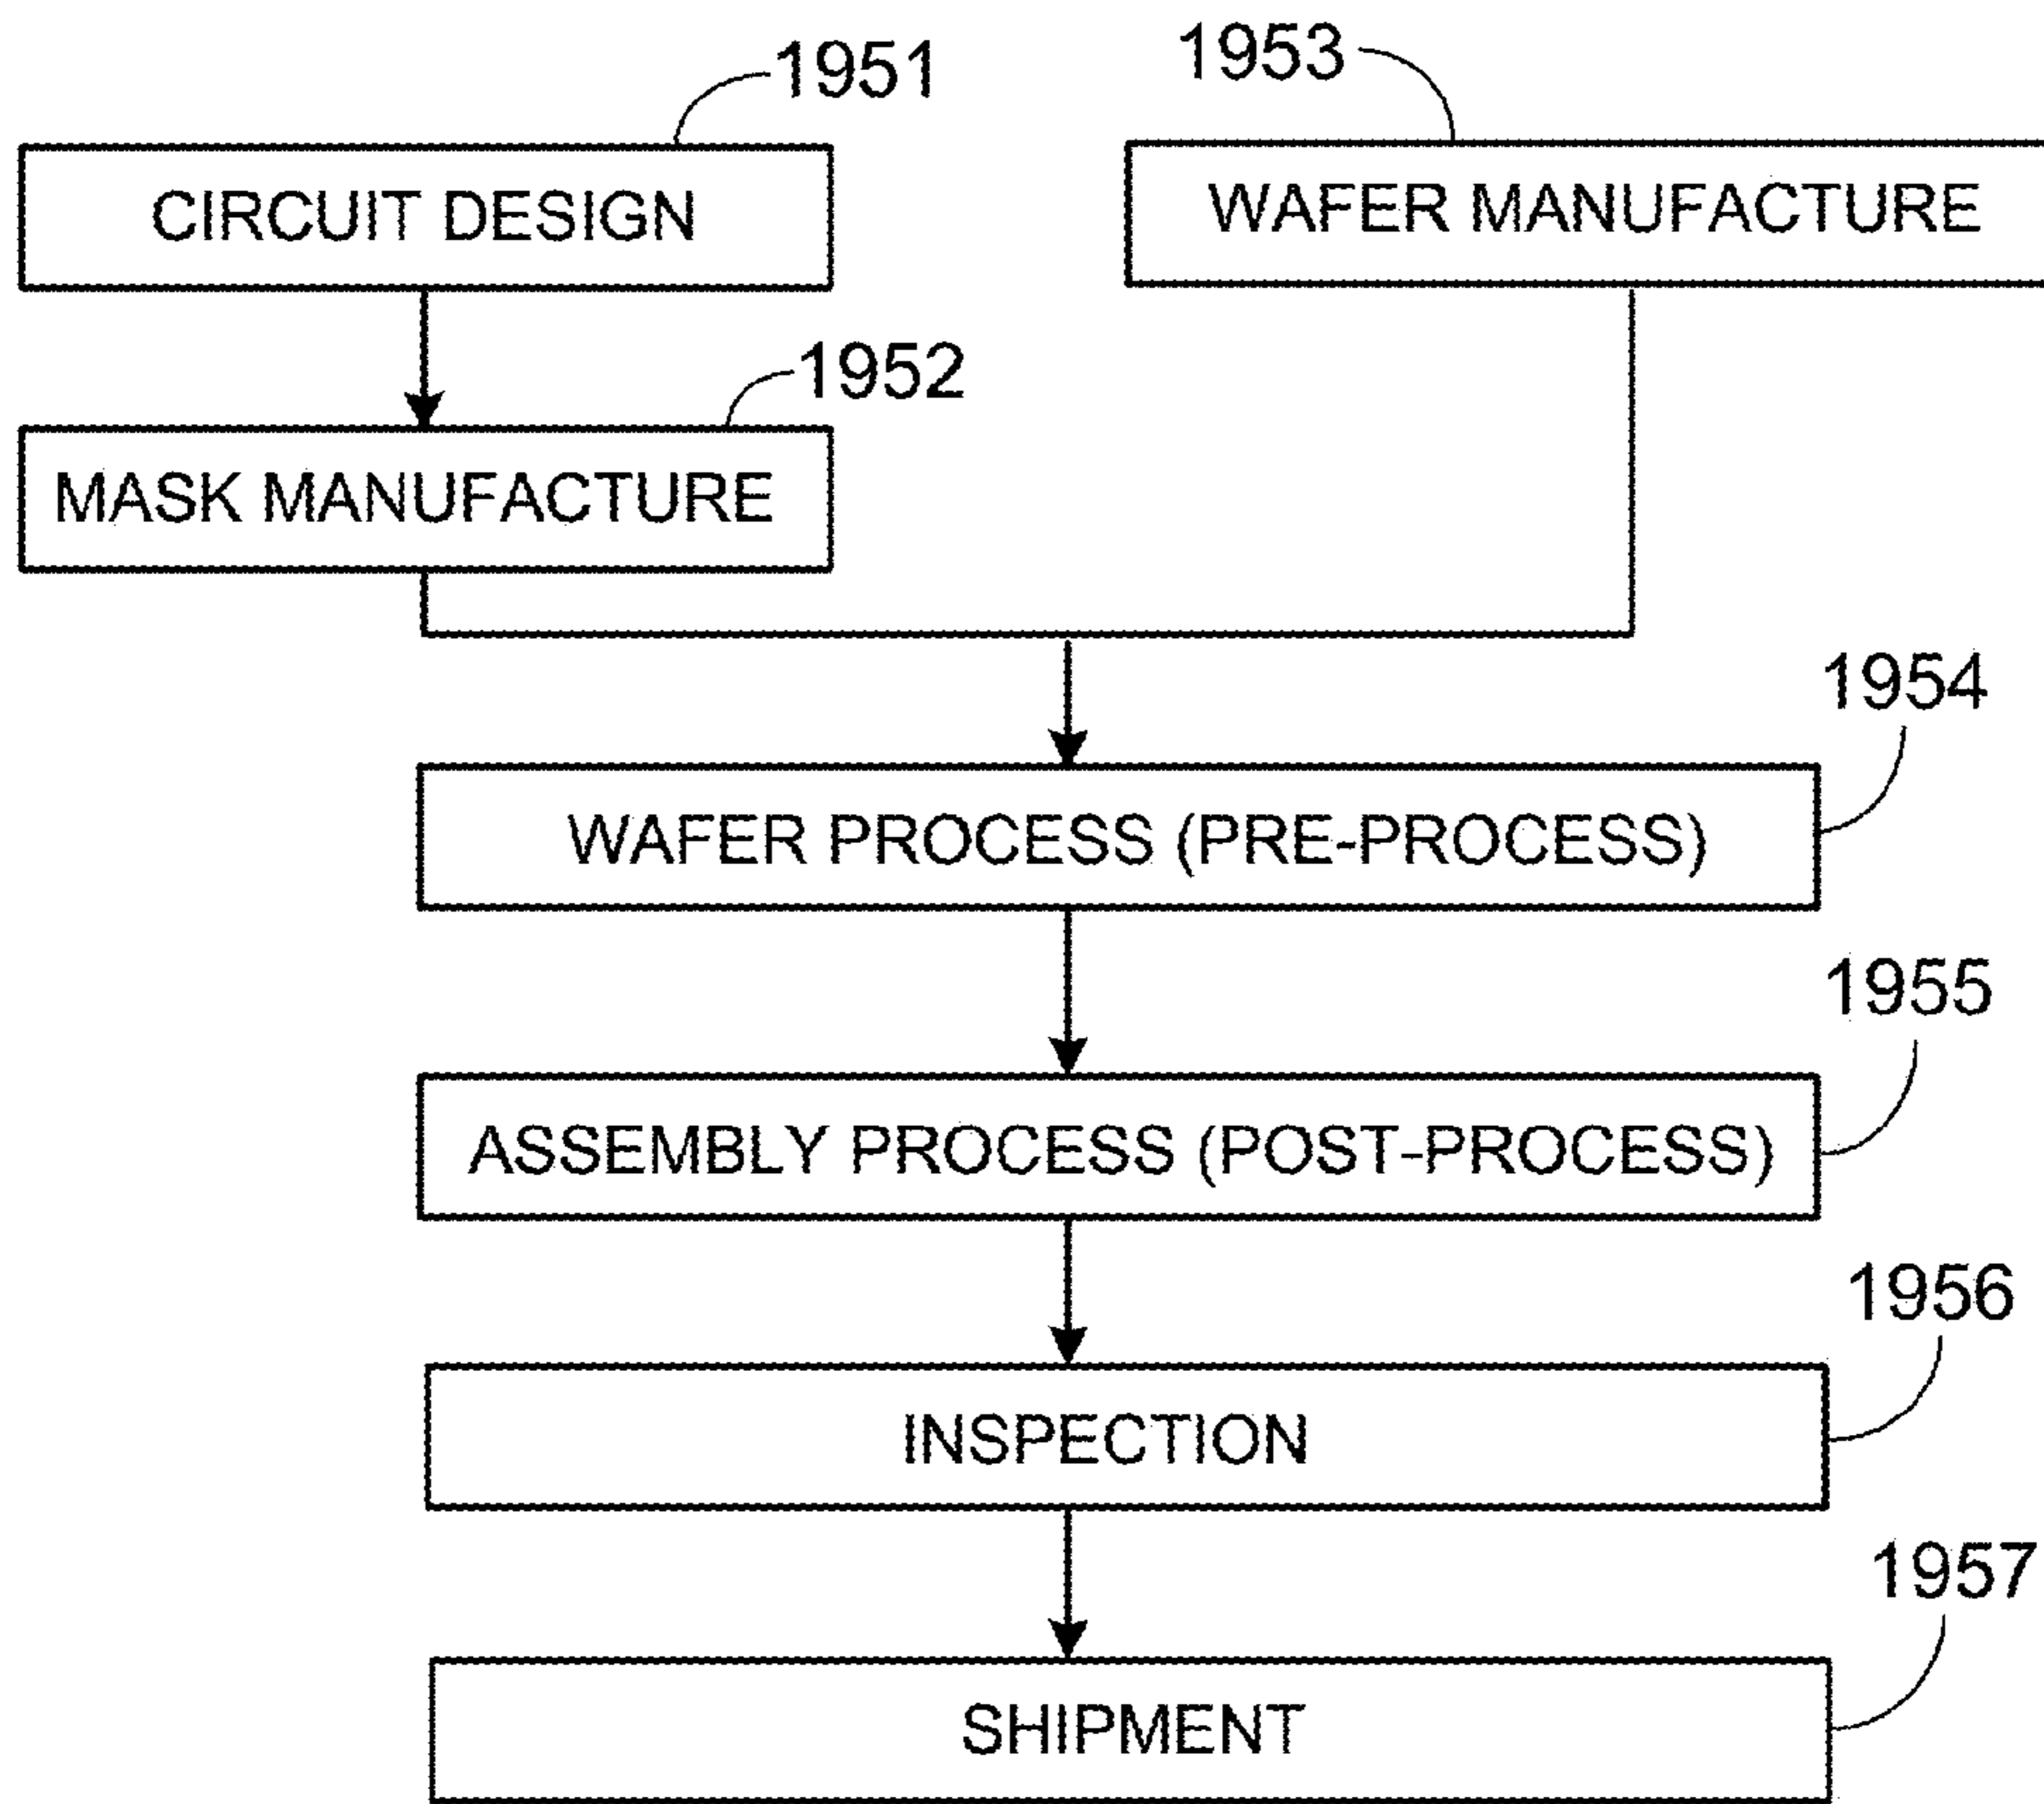 1951
1953
CIRCUIT DESIGN
WAFER MANUFACTURE
1952
MASK MANUFACTURE
1954
WAFER PROCESS (PRE-PROCESS)
1955
ASSEMBLY PROCESS (POST-PROCESS)
1956
INSPECTION
1957
SHIPMENT